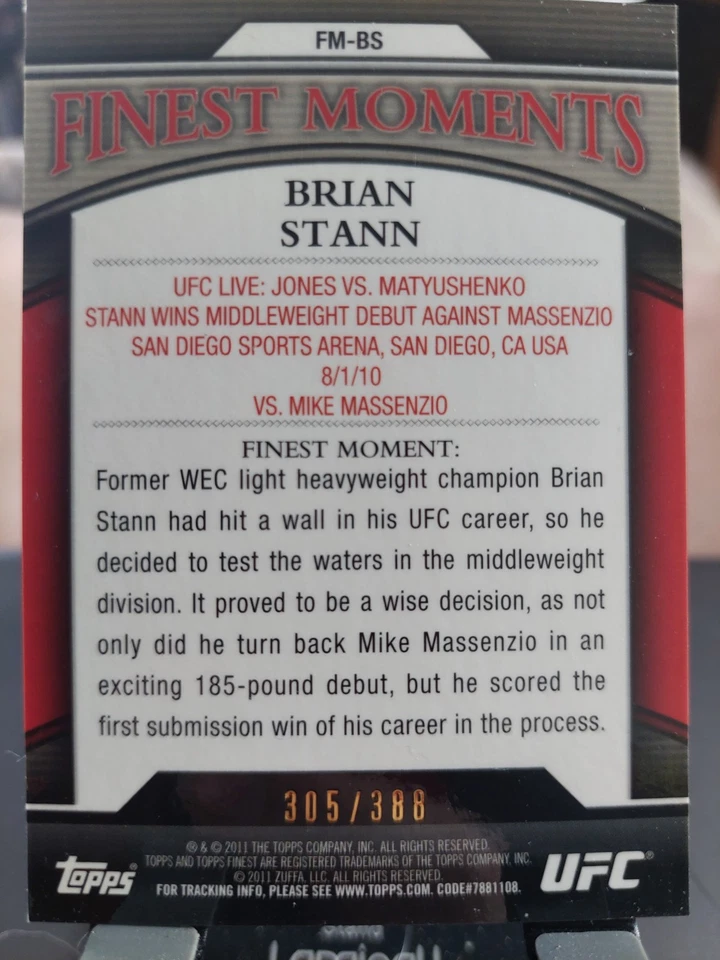 FM-BS
FINEST MOMENTS
BRIAN
STANN
UFC LIVE: JONES VS. MATYUSHENKO
STANN WINS MIDDLEWEIGHT DEBUT AGAINST MASSENZIO
SAN DIEGO SPORTS ARENA, SAN DIEGO, CA USA
8/1/10
VS. MIKE MASSENZIO
FINEST MOMENT:
Former WEC light heavyweight champion Brian
Stann had hit a wall in his UFC career, so he
decided to test the waters in the middleweight
division. It proved to be a wise decision, as not
only did he turn back Mike Massenzio in an
exciting 185-pound debut, but he scored the
first submission win of his career in the process.
305/388
® & © 2011 THE TOPPS COMPANY, INC. ALL RIGHTS RESERVED.
TOPPS AND TOPPS FINEST ARE REGISTERED TRADEMARKS OF THE TOPPS COMPANY, INC.
© 2011 ZUFFA, LLC. ALL RIGHTS RESERVED.
FOR TRACKING INFO, PLEASE SEE WWW.TOPPS.COM. CODE#7881108.
topps®
UFC®